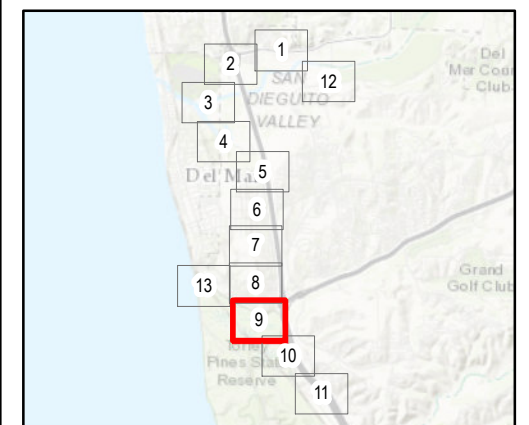 1
2
12
SAN
DIEGUITO
VALLEY
Del
Mar Coun
Club
3
4
Del Mar
5
6
7
8
13
Grand
Golf Club
9
10
Pines State
Reserve
11